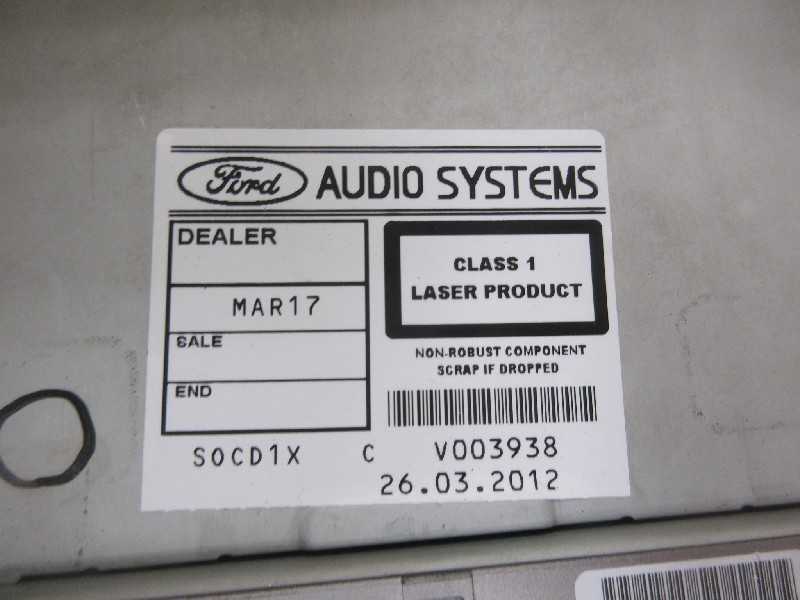 Ford AUDIO SYSTEMS
DEALER
MAR17
SALE
END
CLASS 1
LASER PRODUCT
NON-ROBUST COMPONENT
SCRAP IF DROPPED
SOCD1X C V003938
26.03.2012